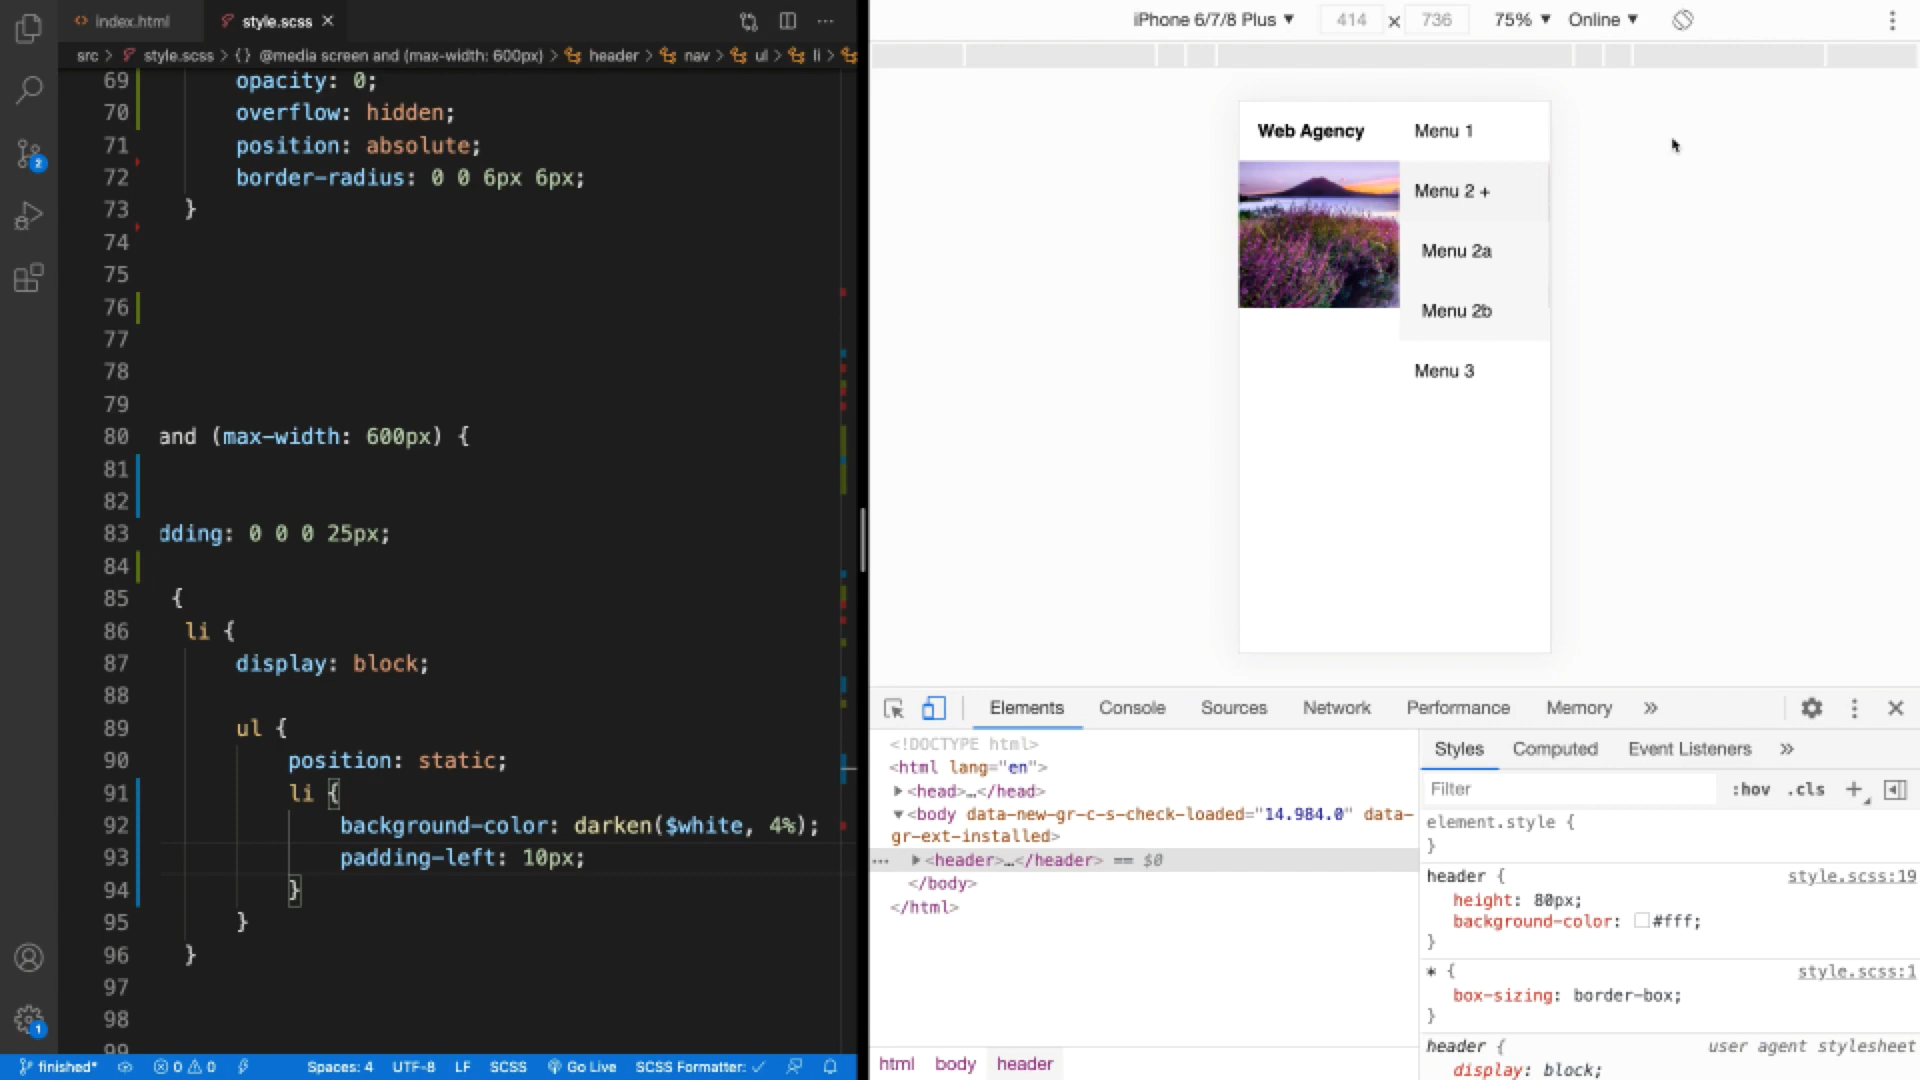 index.html
style.scss
src > style.scss > {} @media screen and (max-width: 600px) > header > nav > ul > li >
69 opacity: 0;
70 overflow: hidden;
71 position: absolute;
72 border-radius: 0 0 6px 6px;
73 }
74
75
76
77
78
79
80 and (max-width: 600px) {
81
82
83 dding: 0 0 0 25px;
84
85 {
86 li {
87 display: block;
88
89 ul {
90 position: static;
91 li {
92 background-color: darken($white, 4%);
93 padding-left: 10px;
94 }
95 }
96 }
97
98
99
2
1
finished* 0 0 Spaces: 4 UTF-8 LF SCSS Go Live SCSS Formatter: ✓
iPhone 6/7/8 Plus ▼ 414 x 736 75% ▼ Online ▼
Web Agency
Menu 1
Menu 2 +
Menu 2a
Menu 2b
Menu 3
Elements Console Sources Network Performance Memory »
<!DOCTYPE html>
<html lang="en">
▶<head>…</head>
▼<body data-new-gr-c-s-check-loaded="14.984.0" data-
gr-ext-installed>
… ▶<header>…</header> == $0
</body>
</html>
html body header
Styles Computed Event Listeners »
Filter :hov .cls +
element.style {
}
header { style.scss:19
height: 80px;
background-color: #fff;
}
* { style.scss:1
box-sizing: border-box;
}
header { user agent stylesheet
display: block;